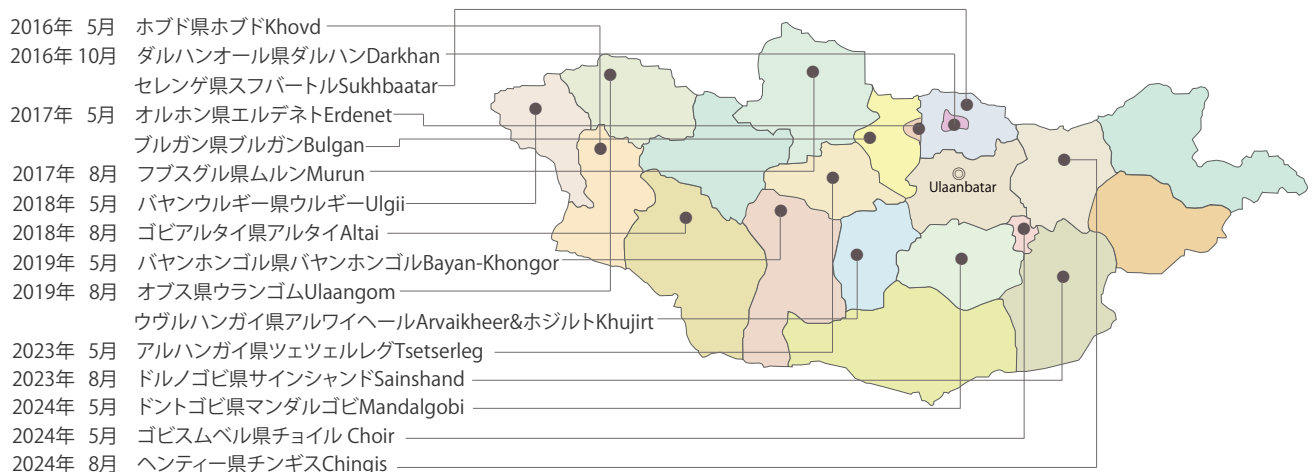 2016年 5月 ホブド県ホブドKhovd
2016年 10月 ダルハンオール県ダルハンDarkhan
セレンゲ県スフバートルSukhbaatar
2017年 5月 オルホン県エルデネトErdenet
ブルガン県ブルガンBulgan
2017年 8月 フブスグル県ムルンMurun
2018年 5月 バヤンウルギー県ウルギーUlgii
2018年 8月 ゴビアルタイ県アルタイAltai
2019年 5月 バヤンホンゴル県バヤンホンゴルBayan-Khongor
2019年 8月 オブス県ウランゴムUlaangom
ウヴルハンガイ県アルワイヘールArvaikheer&ホジルトKhujirt
2023年 5月 アルハンガイ県ツェツェルレグTsetserleg
2023年 8月 ドルノゴビ県サインシャンドSainshand
2024年 5月 ドントゴビ県マンダルゴビMandalgobi
2024年 5月 ゴビスムベル県チョイル Choir
2024年 8月 ヘンティー県チンギスChingis
Ulaanbatar